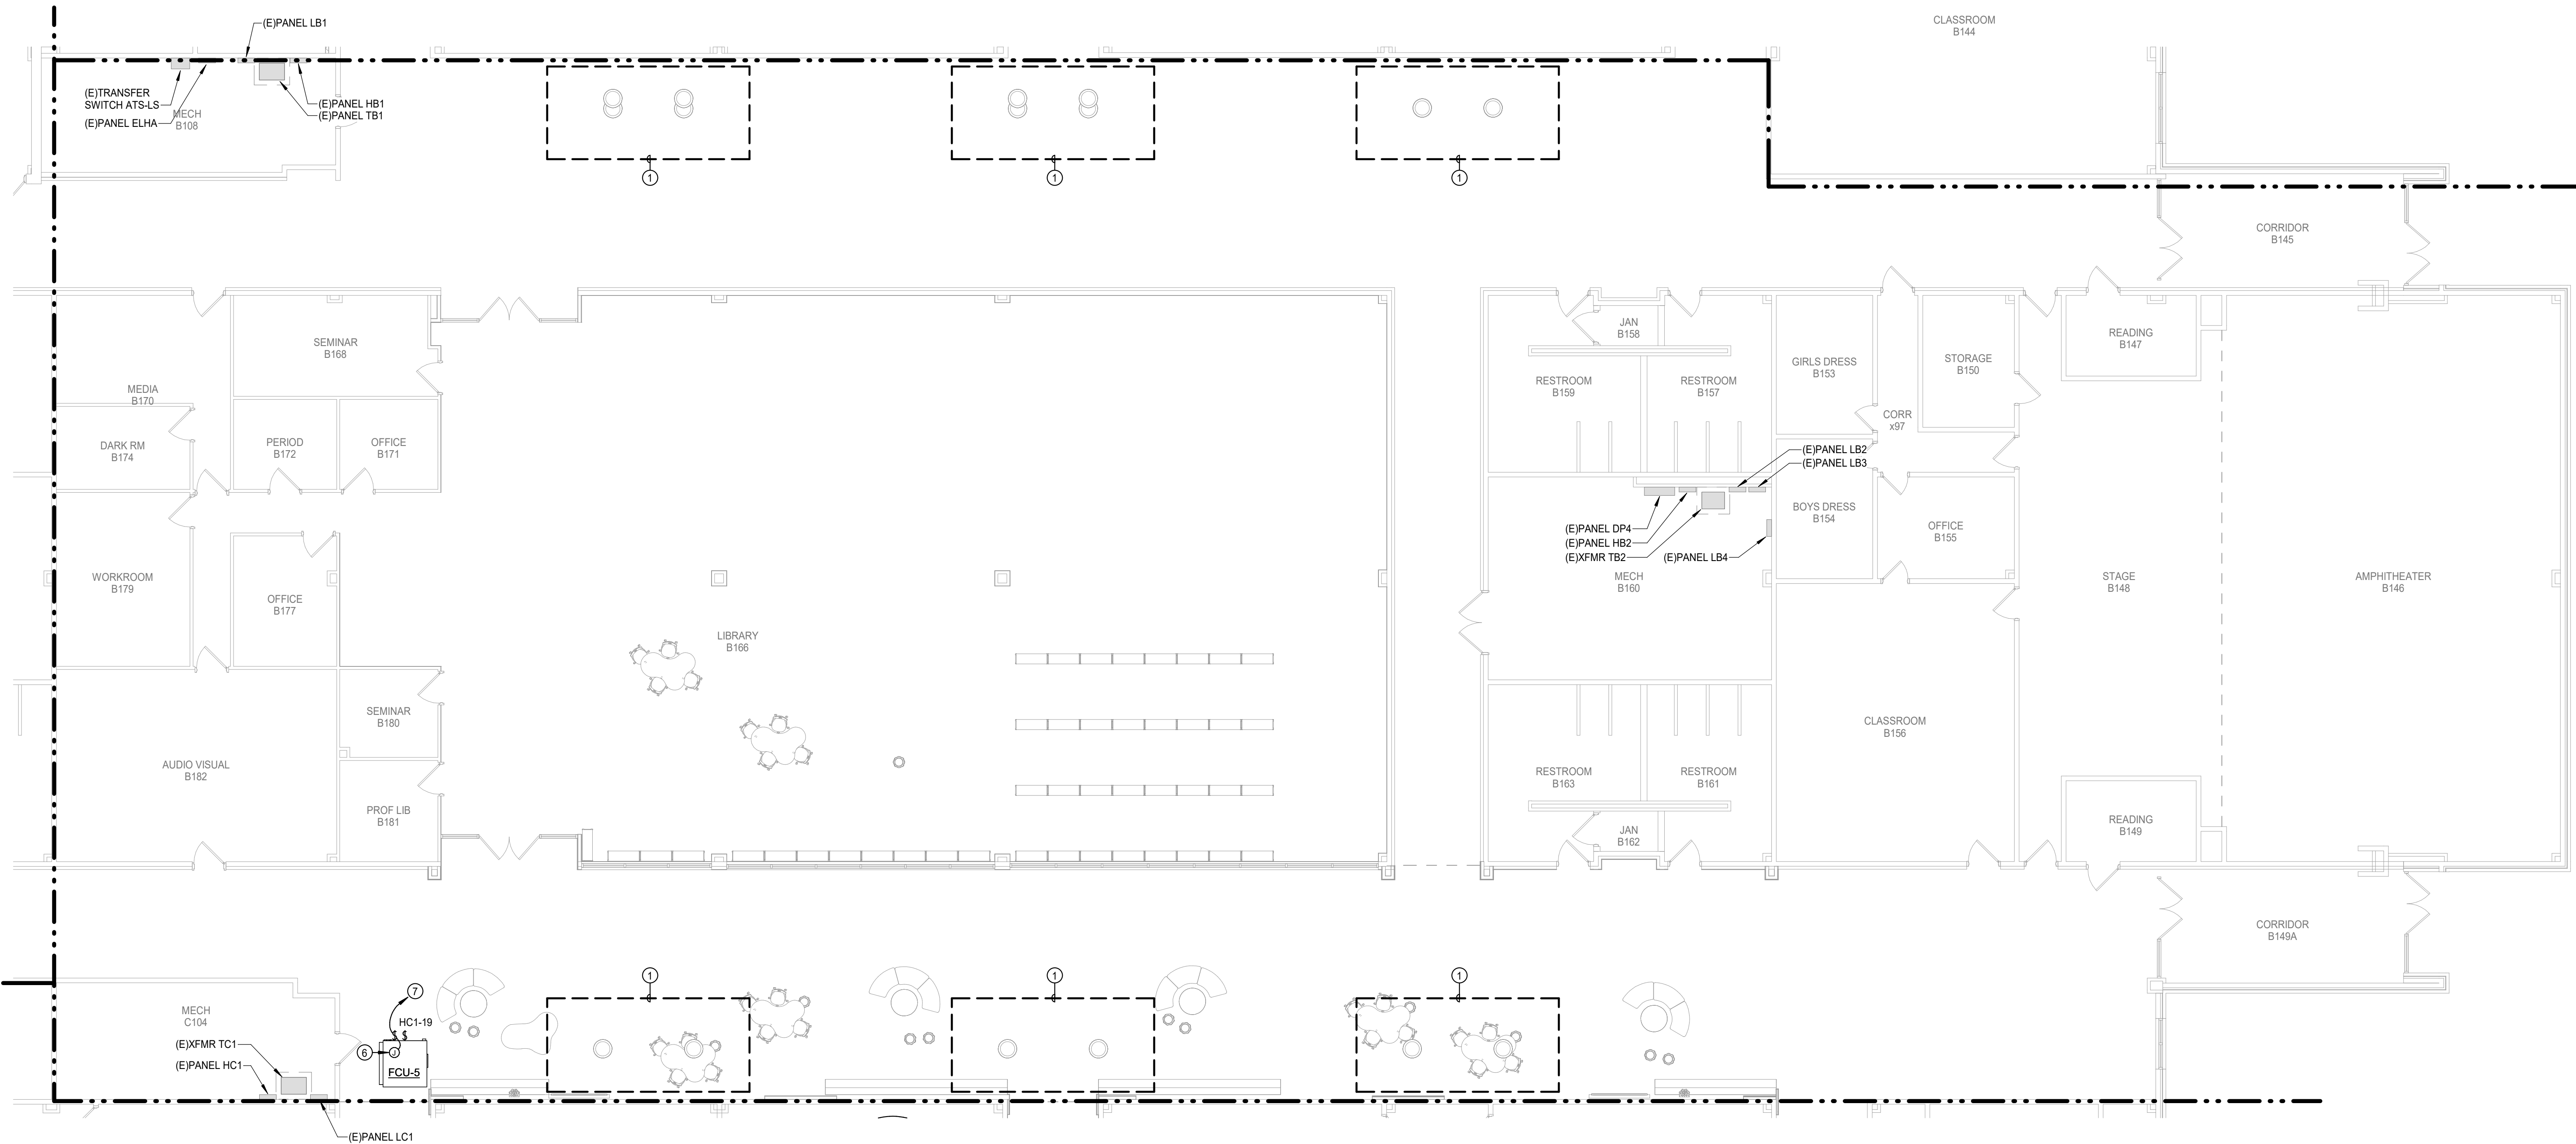 (E)PANEL LB1
CLASSROOM
B144
(E)TRANSFER
SWITCH ATS-LS
(E)PANEL ELHA
MECH
B108
(E)PANEL HB1
(E)PANEL TB1
1
1
1
CORRIDOR
B145
SEMINAR
B168
JAN
B158
READING
B147
MEDIA
B170
RESTROOM
B159
RESTROOM
B157
GIRLS DRESS
B153
STORAGE
B150
CORR
x97
DARK RM
B174
PERIOD
B172
OFFICE
B171
(E)PANEL LB2
(E)PANEL LB3
(E)PANEL DP4
(E)PANEL HB2
(E)XFMR TB2
(E)PANEL LB4
BOYS DRESS
B154
OFFICE
B155
WORKROOM
B179
OFFICE
B177
MECH
B160
STAGE
B148
AMPHITHEATER
B146
LIBRARY
B166
SEMINAR
B180
CLASSROOM
B156
AUDIO VISUAL
B182
RESTROOM
B163
RESTROOM
B161
PROF LIB
B181
JAN
B162
READING
B149
CORRIDOR
B149A
1
1
1
7
MECH
C104
HC1-19
(E)XFMR TC1
6
J
(E)PANEL HC1
FCU-5
(E)PANEL LC1